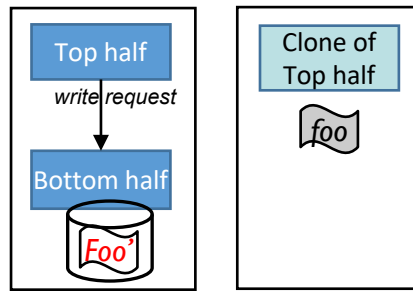 Top half
write request
Bottom half
Foo’
Clone of
Top half
foo